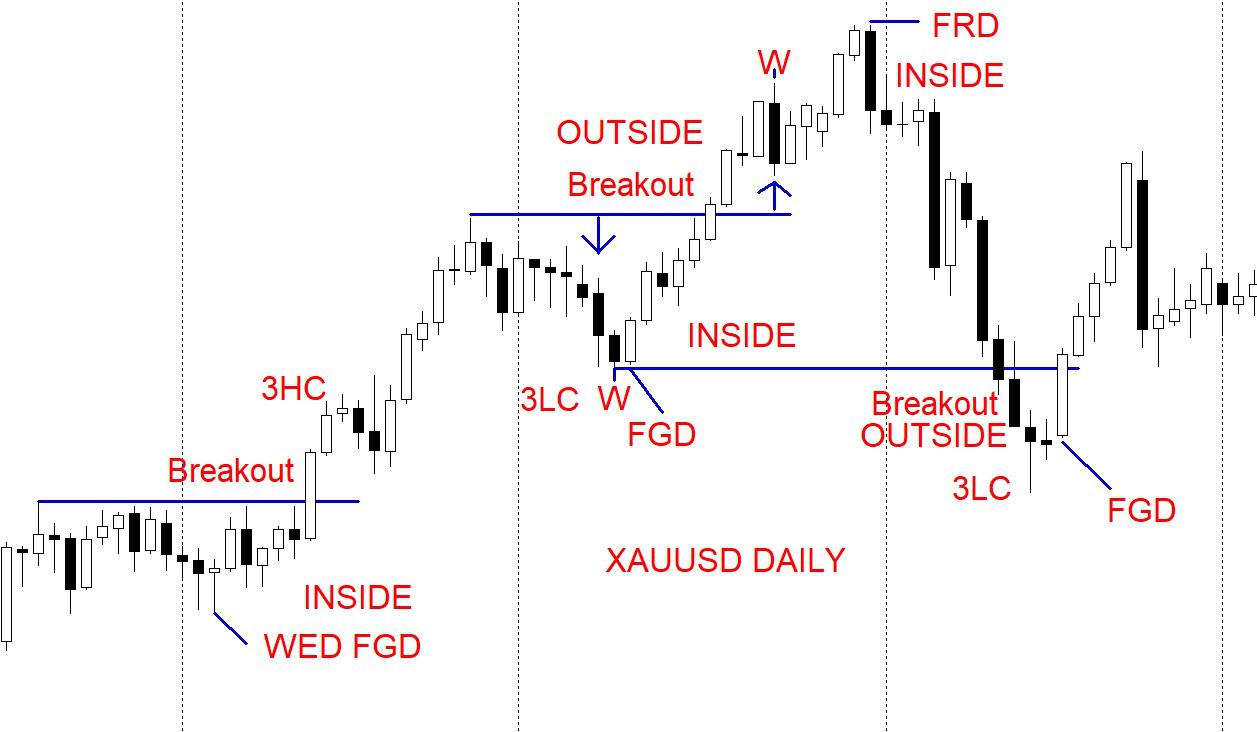 FRD
W
INSIDE
OUTSIDE
Breakout
INSIDE
3HC
3LC W
Breakout
FGD
OUTSIDE
Breakout
3LC
FGD
XAUUSD DAILY
INSIDE
WED FGD